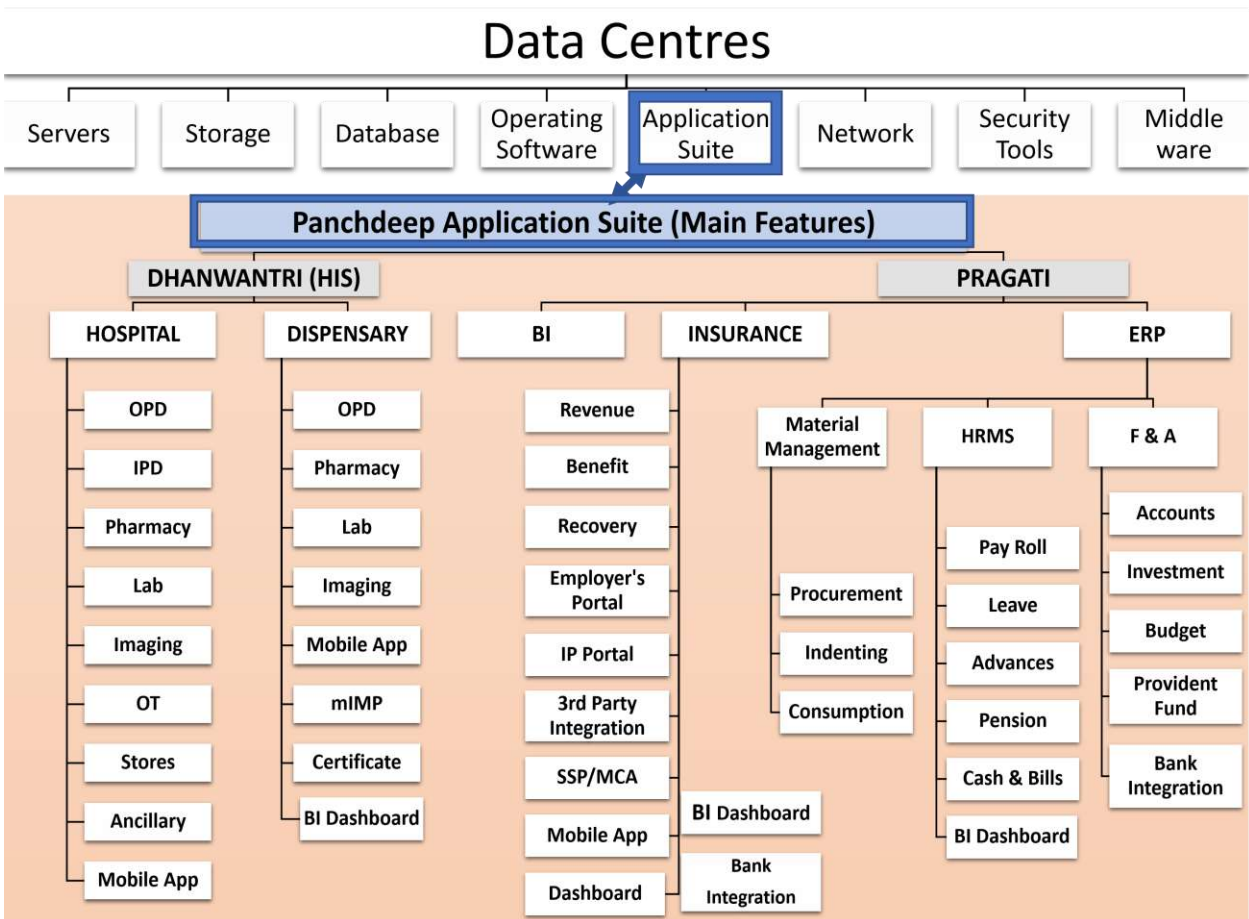 Data Centres
Servers
Storage
Database
Operating
Software
Application
Suite
Network
Security
Tools
Middle
ware
Panchdeep Application Suite (Main Features)
DHANWANTRI (HIS)
PRAGATI
HOSPITAL
DISPENSARY
BI
INSURANCE
ERP
OPD
IPD
Pharmacy
Lab
Imaging
OT
Stores
Ancillary
Mobile App
OPD
Pharmacy
Lab
Imaging
Mobile App
mIMP
Certificate
BI Dashboard
Revenue
Benefit
Recovery
Employer's
Portal
IP Portal
3rd Party
Integration
SSP/MCA
Mobile App
Dashboard
BI Dashboard
Bank
Integration
Material
Management
Procurement
Indenting
Consumption
HRMS
Pay Roll
Leave
Advances
Pension
Cash & Bills
BI Dashboard
F & A
Accounts
Investment
Budget
Provident
Fund
Bank
Integration